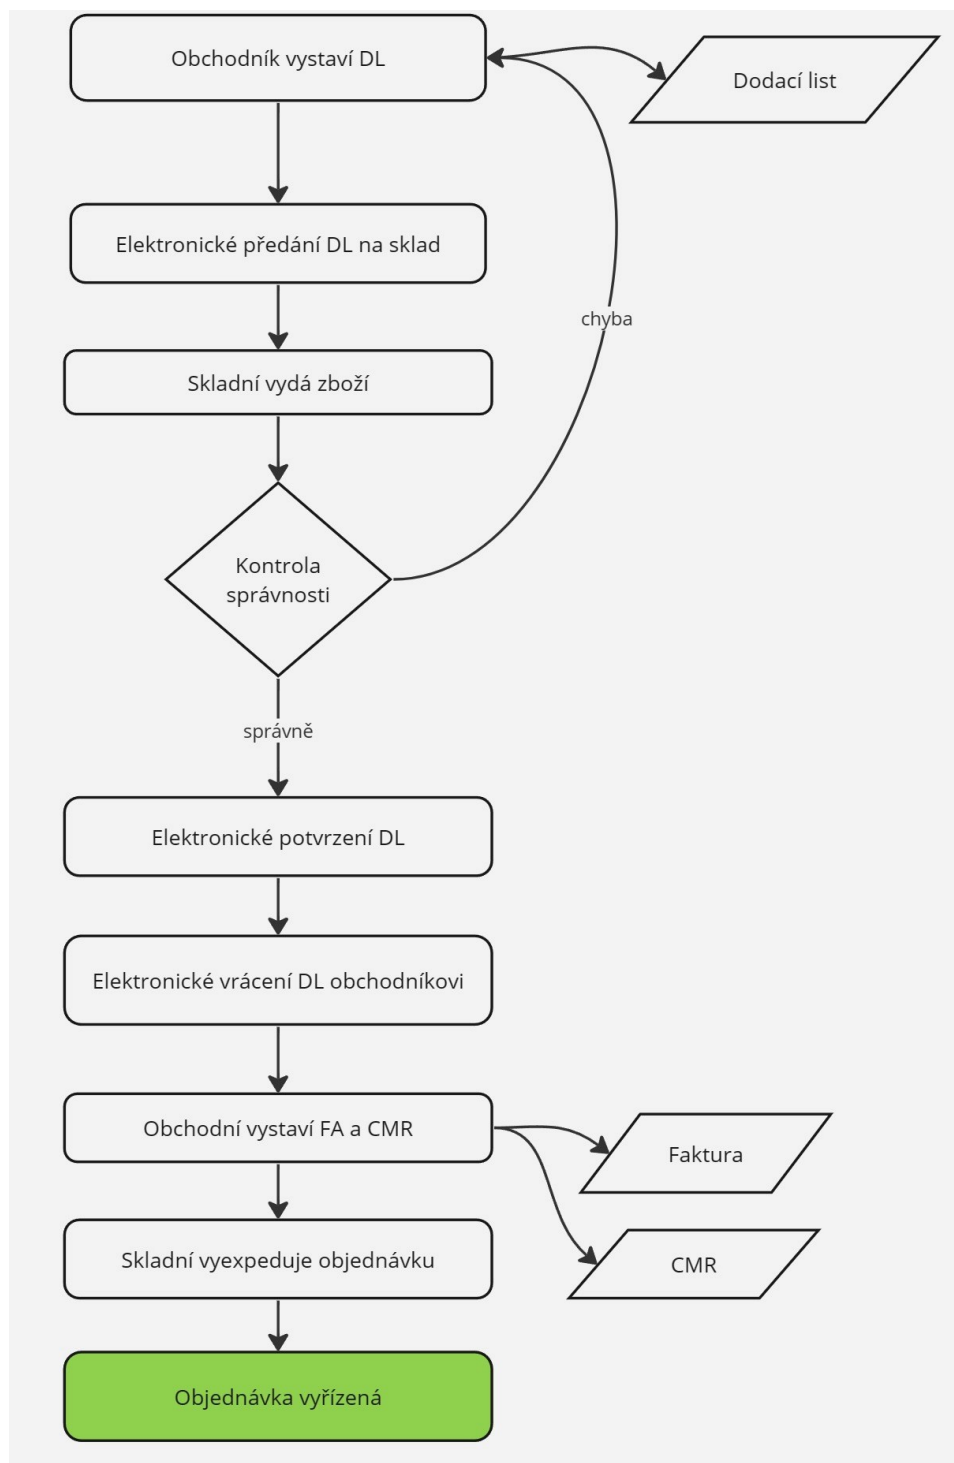 Obchodník vystaví DL
Dodací list
Elektronické předání DL na sklad
chyba
Skladní vydá zboží
Kontrola
správnosti
správně
Elektronické potvrzení DL
Elektronické vrácení DL obchodníkovi
Obchodní vystaví FA a CMR
Faktura
Skladní vyexpeduje objednávku
CMR
Objednávka vyřízená